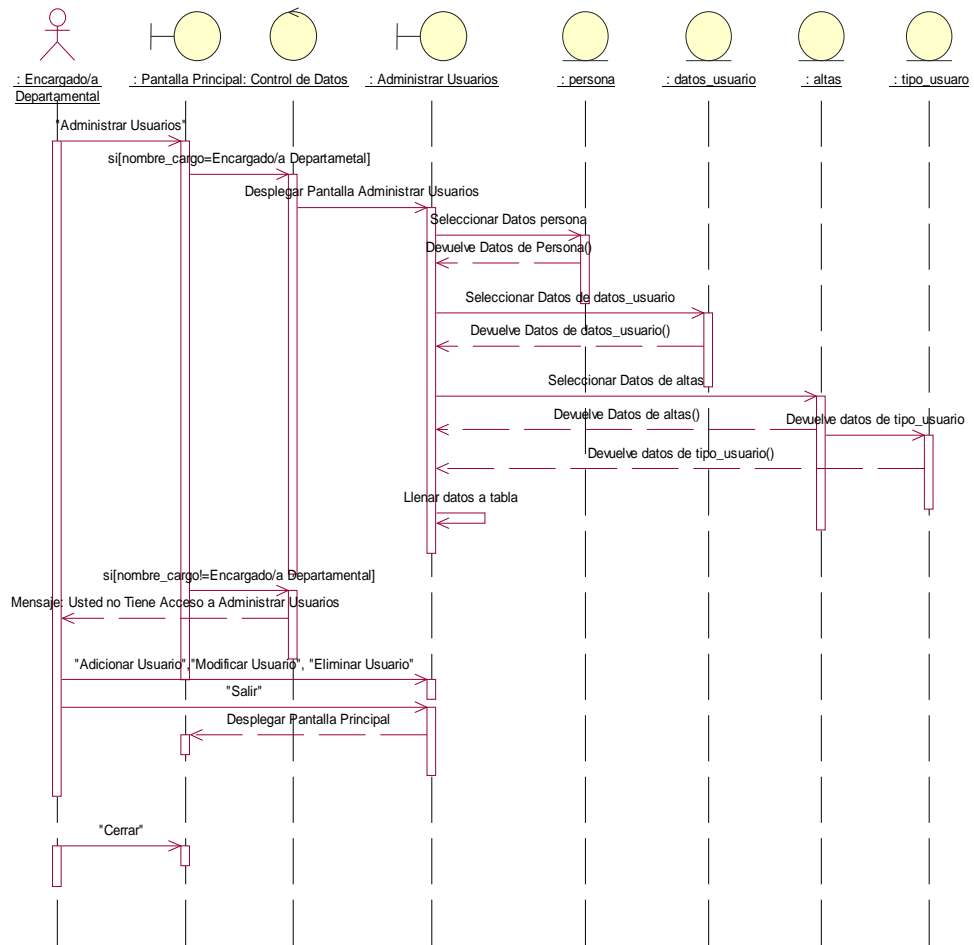 : Encargado/a
Departamental
: Pantalla Principal
: Control de Datos
: Administrar Usuarios
: persona
: datos_usuario
: altas
: tipo_usuaro
"Administrar Usuarios"
si[nombre_cargo=Encargado/a Departametal]
Desplegar Pantalla Administrar Usuarios
Seleccionar Datos persona
Devuelve Datos de Persona()
Seleccionar Datos de datos_usuario
Devuelve Datos de datos_usuario()
Seleccionar Datos de altas
Devuelve Datos de altas()
Devuelve datos de tipo_usuario
Devuelve datos de tipo_usuario()
Llenar datos a tabla
si[nombre_cargo!=Encargado/a Departamental]
Mensaje: Usted no Tiene Acceso a Administrar Usuarios
"Adicionar Usuario","Modificar Usuario", "Eliminar Usuario"
"Salir"
Desplegar Pantalla Principal
"Cerrar"